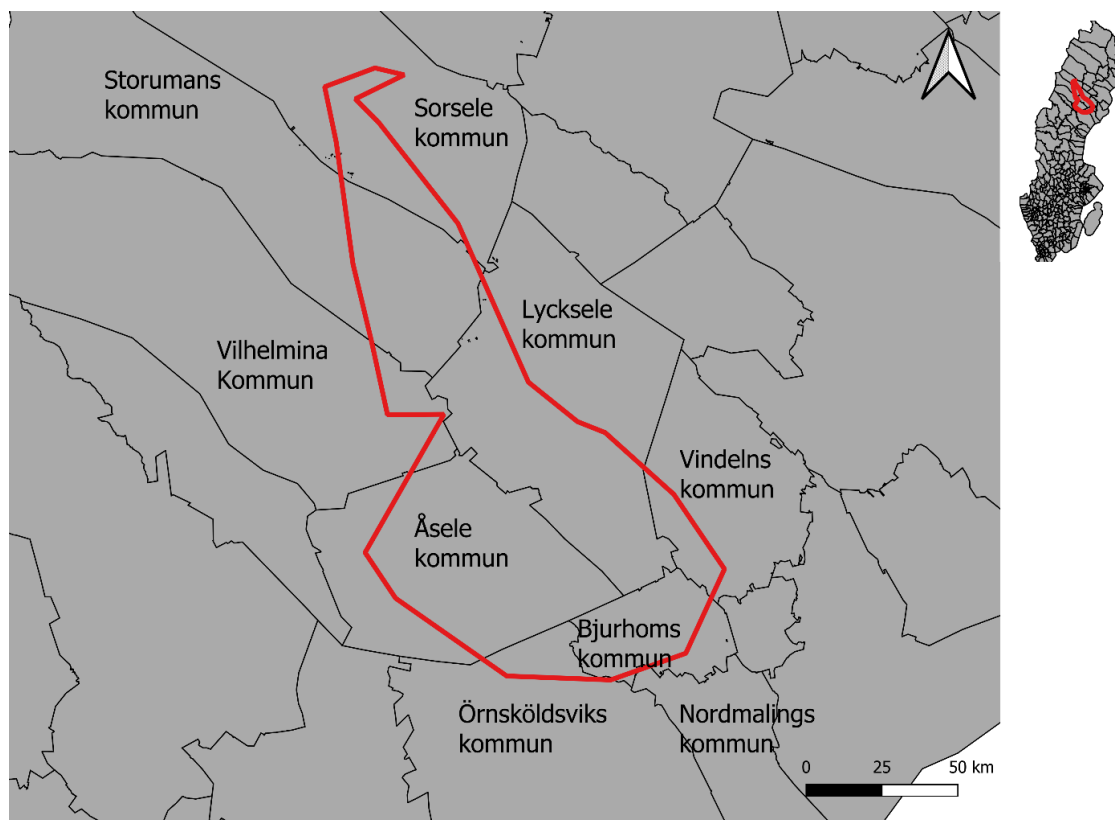 Storumans
kommun
Sorsele
kommun
Lycksele
kommun
Vilhelmina
Kommun
Vindelns
kommun
Åsele
kommun
Bjurhoms
kommun
Örnsköldsviks
kommun
Nordmalings
kommun
0 25 50 km